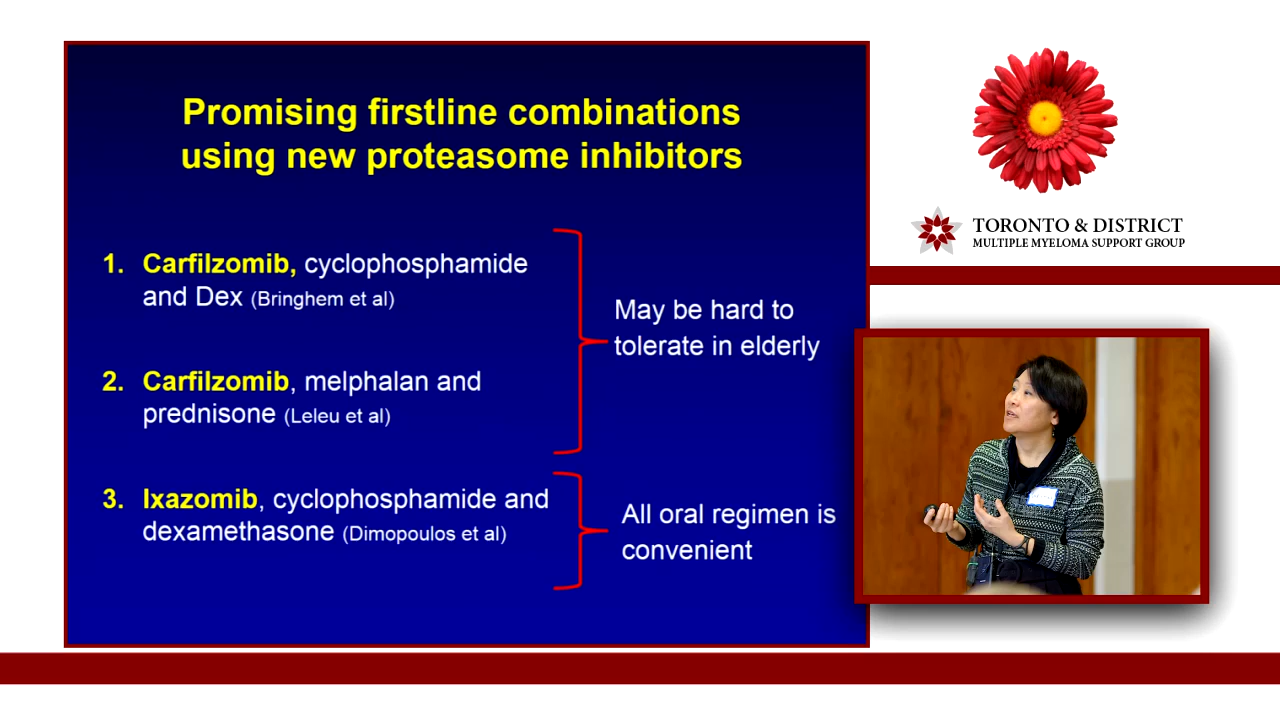 Promising firstline combinations
using new proteasome inhibitors
1. Carfilzomib, cyclophosphamide
and Dex (Bringhem et al)
May be hard to
tolerate in elderly
2. Carfilzomib, melphalan and
prednisone (Leleu et al)
3. Ixazomib, cyclophosphamide and
dexamethasone (Dimopoulos et al)
All oral regimen is
convenient
TORONTO & DISTRICT
MULTIPLE MYELOMA SUPPORT GROUP